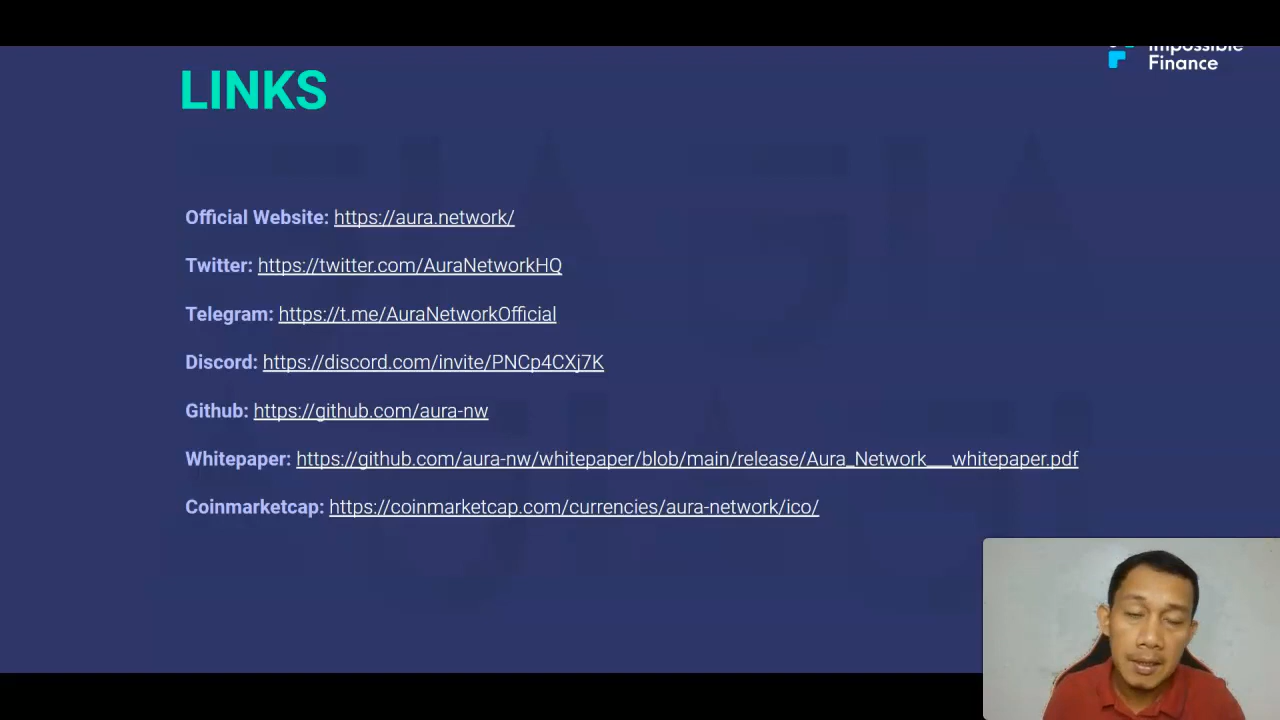 Impossible
Finance
LINKS
Official Website: https://aura.network/
Twitter: https://twitter.com/AuraNetworkHQ
Telegram: https://t.me/AuraNetworkOfficial
Discord: https://discord.com/invite/PNCp4CXj7K
Github: https://github.com/aura-nw
Whitepaper: https://github.com/aura-nw/whitepaper/blob/main/release/Aura_Network___whitepaper.pdf
Coinmarketcap: https://coinmarketcap.com/currencies/aura-network/ico/